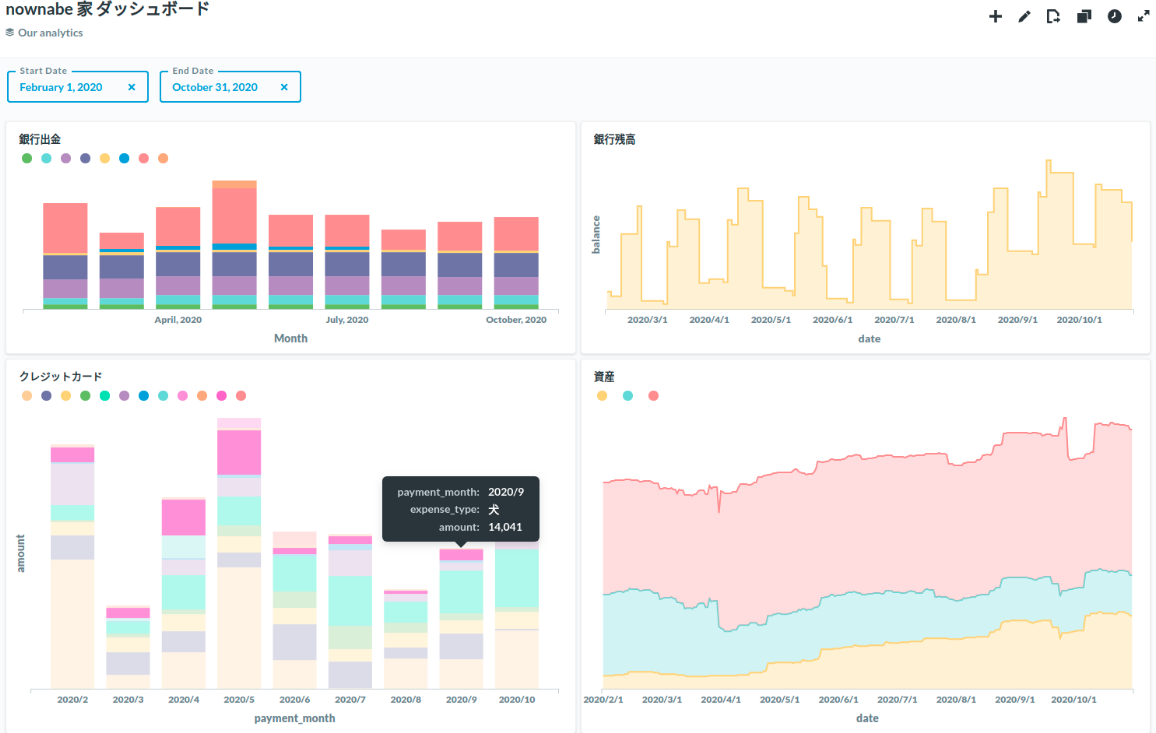 nownabe 家 ダッシュボード
Our analytics
Start Date
February 1, 2020
End Date
October 31, 2020
銀行出金
April, 2020
July, 2020
October, 2020
Month
銀行残高
balance
2020/3/1
2020/4/1
2020/5/1
2020/6/1
2020/7/1
2020/8/1
2020/9/1
2020/10/1
date
クレジットカード
amount
payment_month: 2020/9
expense_type: 犬
amount: 14,041
2020/2
2020/3
2020/4
2020/5
2020/6
2020/7
2020/8
2020/9
2020/10
payment_month
資産
2020/2/1
2020/3/1
2020/4/1
2020/5/1
2020/6/1
2020/7/1
2020/8/1
2020/9/1
2020/10/1
date